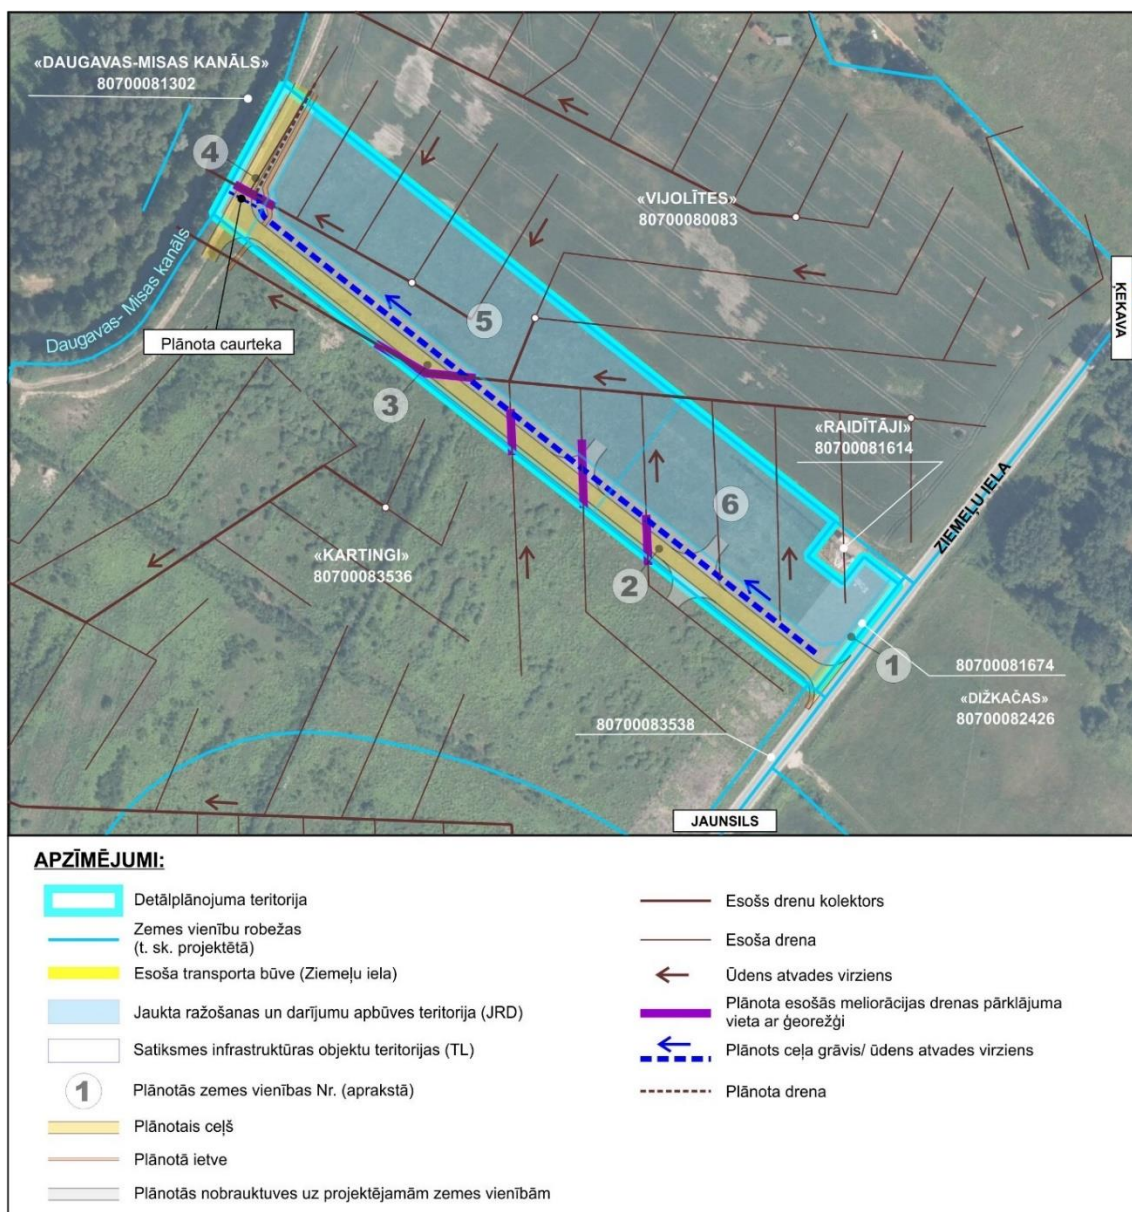 «DAUGAVAS-MISAS KANĀLS»
80700081302
4
«VIJOLĪTES»
80700080083
ĶEKAVA
Daugavas- Misas kanāls
Plānota caurteka
5
3
«RAIDĪTĀJI»
80700081614
ZIEMEĻU IELA
6
«KARTINGI»
80700083536
2
1
80700081674
«DIŽKAČAS»
80700082426
80700083538
JAUNSILS
APZĪMĒJUMI:
Detālplānojuma teritorija
Zemes vienību robežas
(t. sk. projektētā)
Esoša transporta būve (Ziemeļu iela)
Jaukta ražošanas un darījumu apbūves teritorija (JRD)
Satiksmes infrastruktūras objektu teritorijas (TL)
1
Plānotās zemes vienības Nr. (aprakstā)
Plānotais ceļš
Plānotā ietve
Plānotās nobrauktuves uz projektējamām zemes vienībām
Esošs drenu kolektors
Esoša drena
Ūdens atvades virziens
Plānota esošās meliorācijas drenas pārklājuma
vieta ar ģeorežģi
Plānots ceļa grāvis/ ūdens atvades virziens
Plānota drena